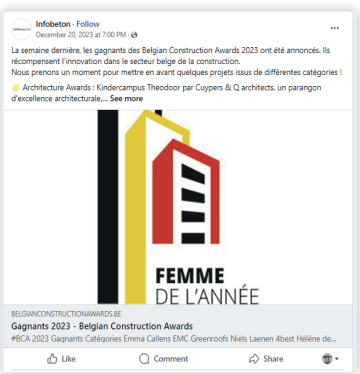 Infobeton · Follow
December 20, 2023 at 7:00 PM ·
La semaine dernière, les gagnants des Belgian Construction Awards 2023 ont été annoncés. Ils
récompensent l'innovation dans le secteur belge de la construction.
Nous prenons un moment pour mettre en avant quelques projets issus de différentes catégories !
Architecture Awards : Kindercampus Theodoor par Cuypers & Q architects, un parangon
d'excellence architecturale,... See more
FEMME
DE L'ANNÉE
BELGIANCONSTRUCTIONAWARDS.BE
Gagnants 2023 - Belgian Construction Awards
#BCA 2023 Gagnants Catégories Emma Callens EMC Greenroofs Niels Laenen 4best Hélène de...
Like Comment Share